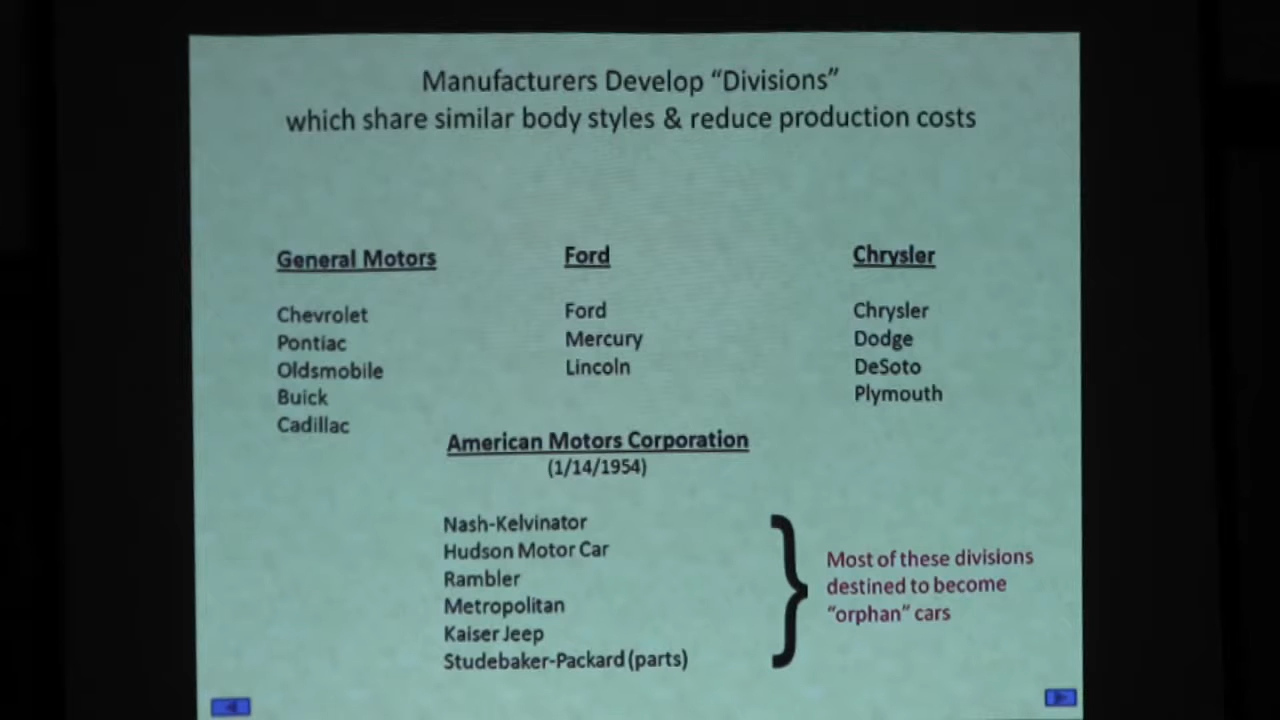 Manufacturers Develop “Divisions”
which share similar body styles & reduce production costs
General Motors
Chevrolet
Pontiac
Oldsmobile
Buick
Cadillac
Ford
Ford
Mercury
Lincoln
Chrysler
Chrysler
Dodge
DeSoto
Plymouth
American Motors Corporation
(1/14/1954)
Nash-Kelvinator
Hudson Motor Car
Rambler
Metropolitan
Kaiser Jeep
Studebaker-Packard (parts)
Most of these divisions
destined to become
“orphan” cars